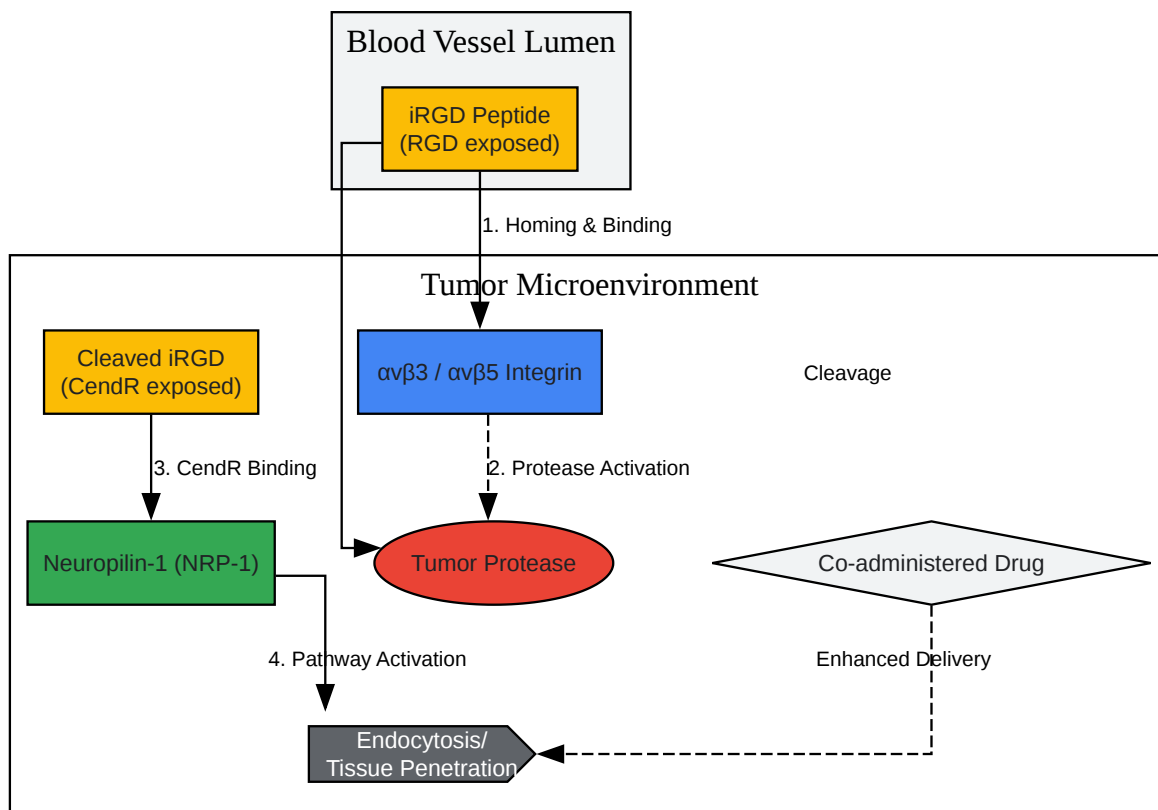 Blood Vessel Lumen
iRGD Peptide
(RGD exposed)
1. Homing & Binding
Tumor Microenvironment
Cleaved iRGD
(CendR exposed)
αvβ3 / αvβ5 Integrin
Cleavage
3. CendR Binding
2. Protease Activation
Neuropilin-1 (NRP-1)
Tumor Protease
Co-administered Drug
4. Pathway Activation
Enhanced Delivery
Endocytosis/
Tissue Penetration